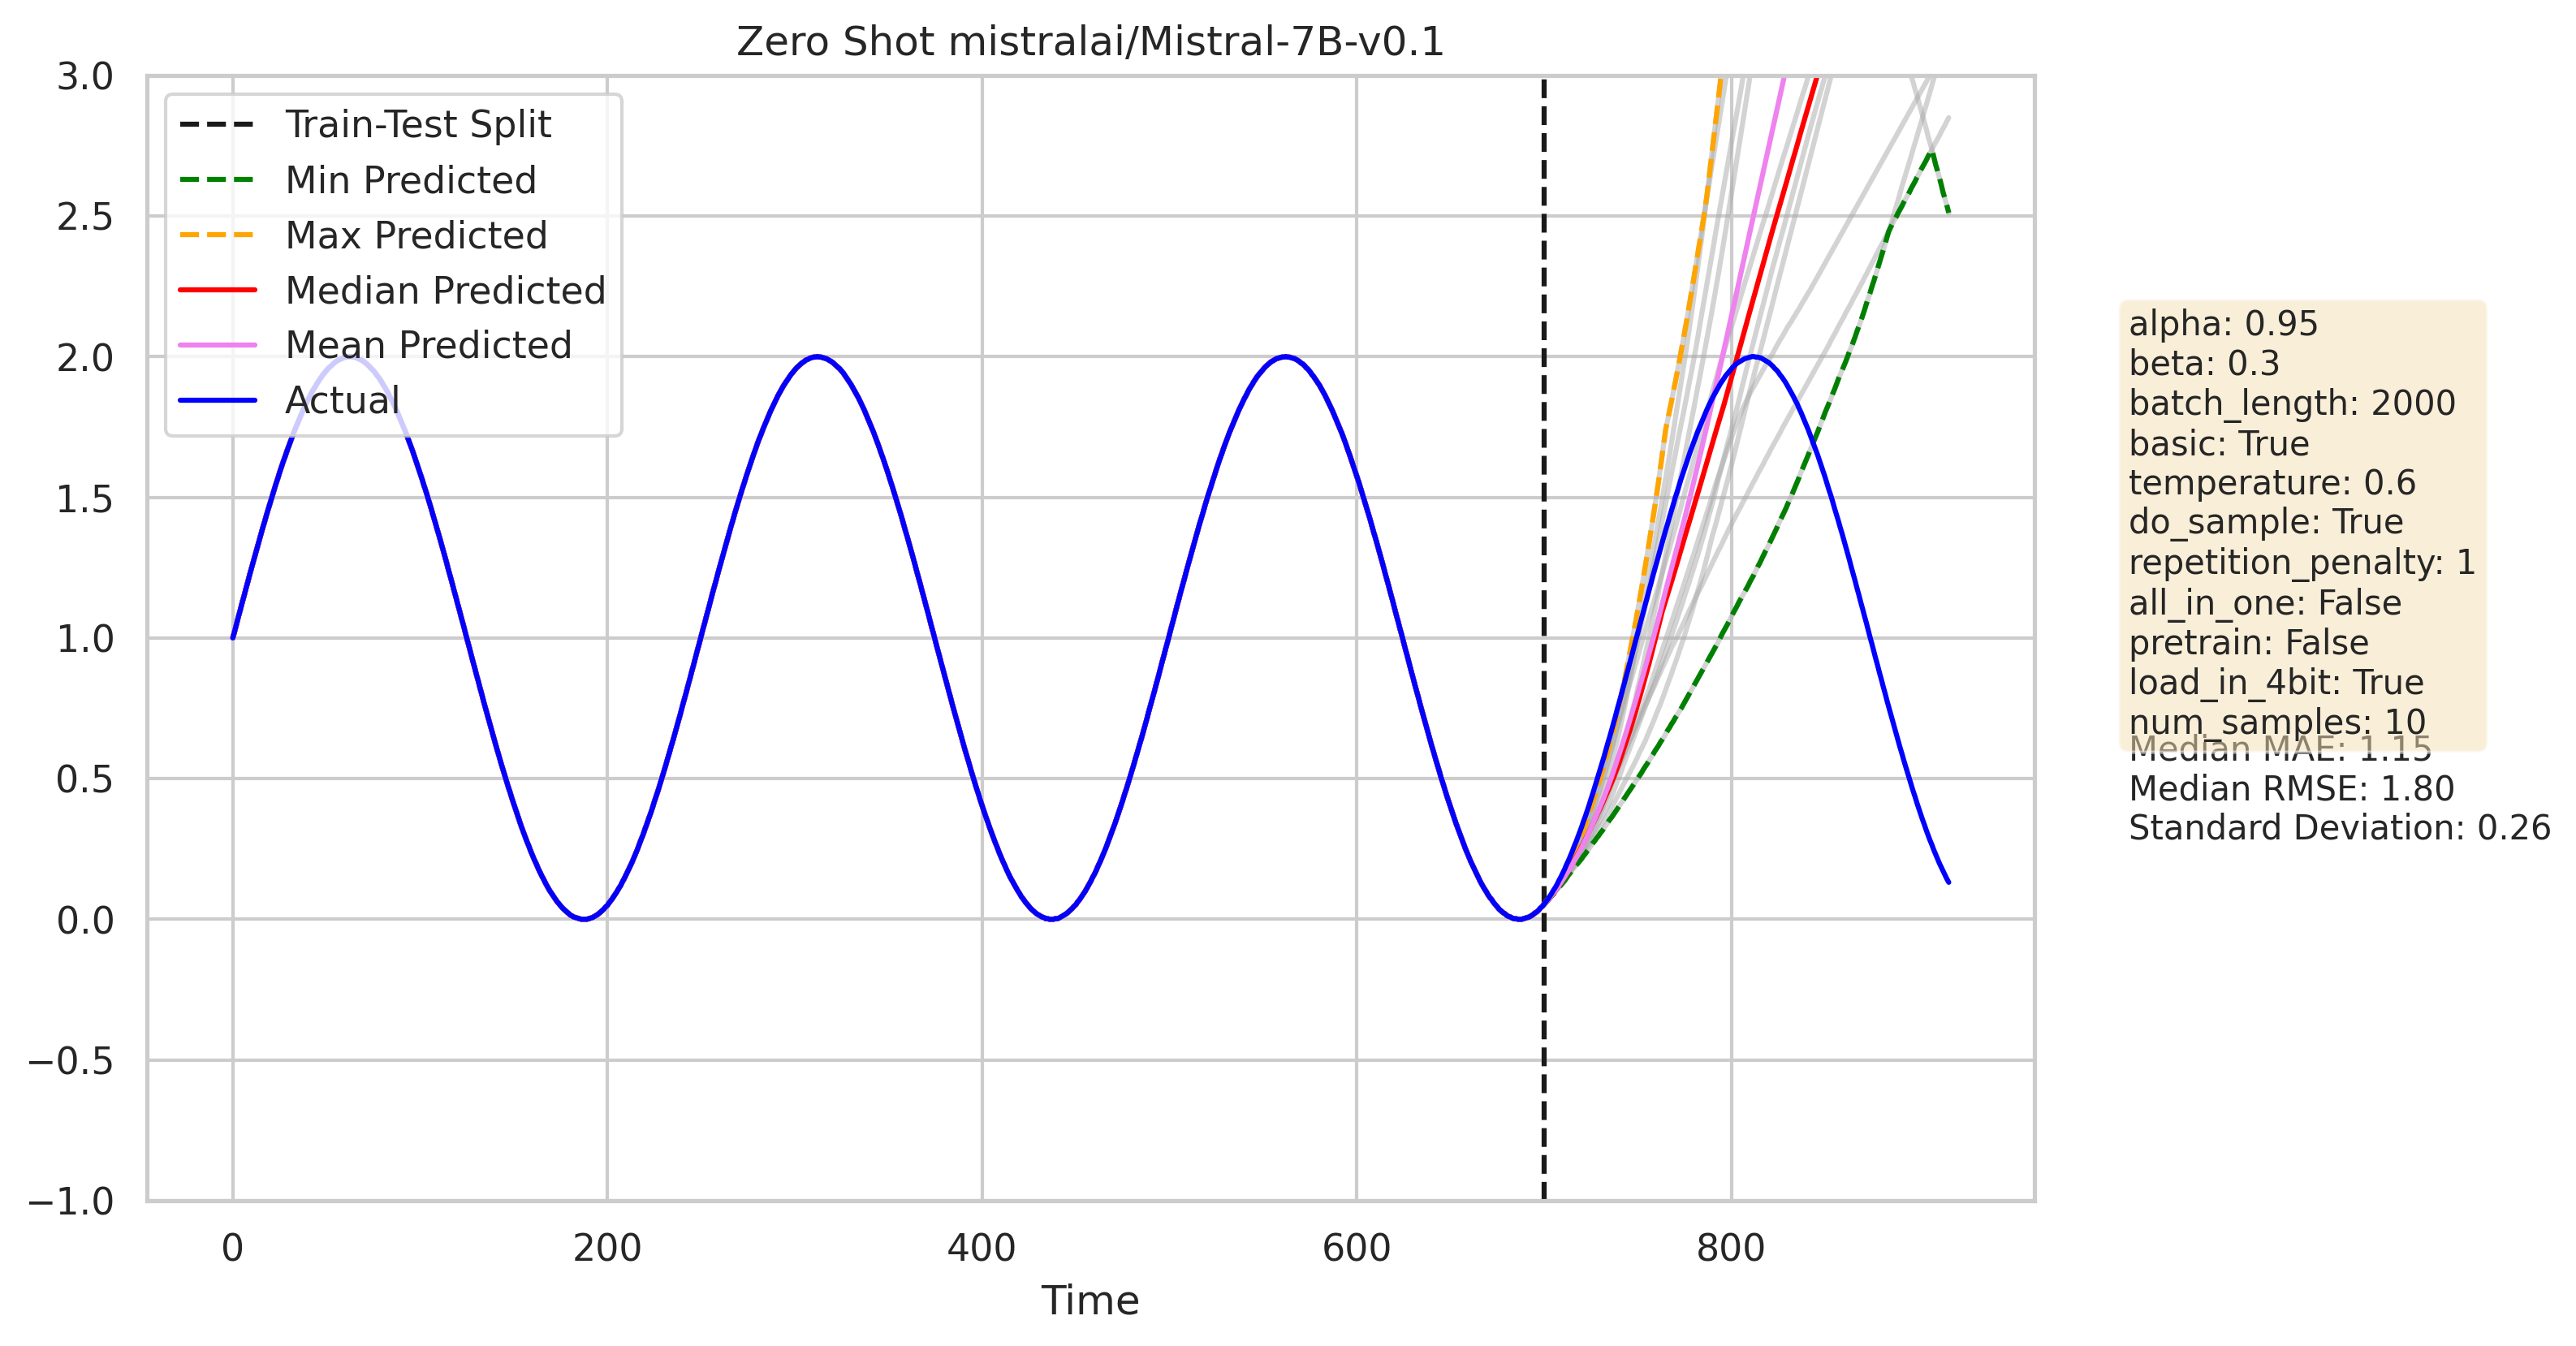 Zero Shot mistralai/Mistral-7B-v0.1
3.0
2.5
2.0
1.5
1.0
0.5
0.0
−0.5
−1.0
Train-Test Split
Min Predicted
Max Predicted
Median Predicted
Mean Predicted
Actual
alpha: 0.95
beta: 0.3
batch_length: 2000
basic: True
temperature: 0.6
do_sample: True
repetition_penalty: 1
all_in_one: False
pretrain: False
load_in_4bit: True
num_samples: 10
Median MAE: 1.15
Median RMSE: 1.80
Standard Deviation: 0.26
0 200 400 600 800
Time